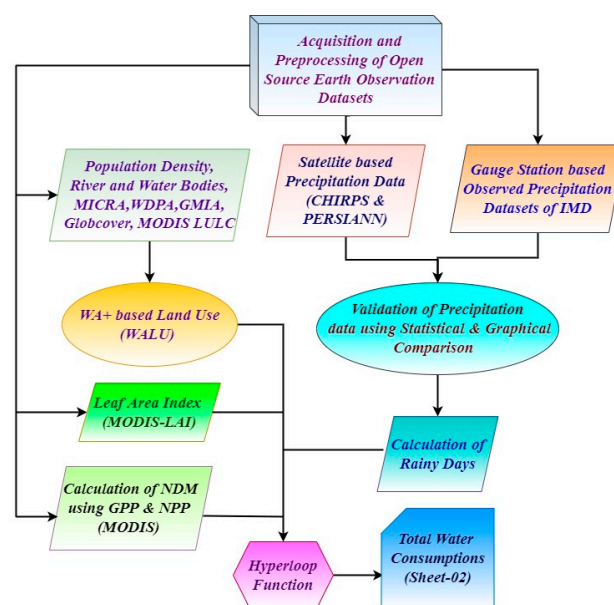 Acquisition and
Preprocessing of Open
Source Earth Observation
Datasets
Population Density,
River and Water Bodies,
MICRA,WDPA,GMIA,
Globcover, MODIS LULC
Satellite based
Precipitation Data
(CHIRPS &
PERSIANN)
Gauge Station based
Observed Precipitation
Datasets of IMD
WA+ based Land Use
(WALU)
Validation of Precipitation
data using Statistical & Graphical
Comparison
Leaf Area Index
(MODIS-LAI)
Calculation of
Rainy Days
Calculation of NDM
using GPP & NPP
(MODIS)
Hyperloop
Function
Total Water
Consumptions
(Sheet-02)